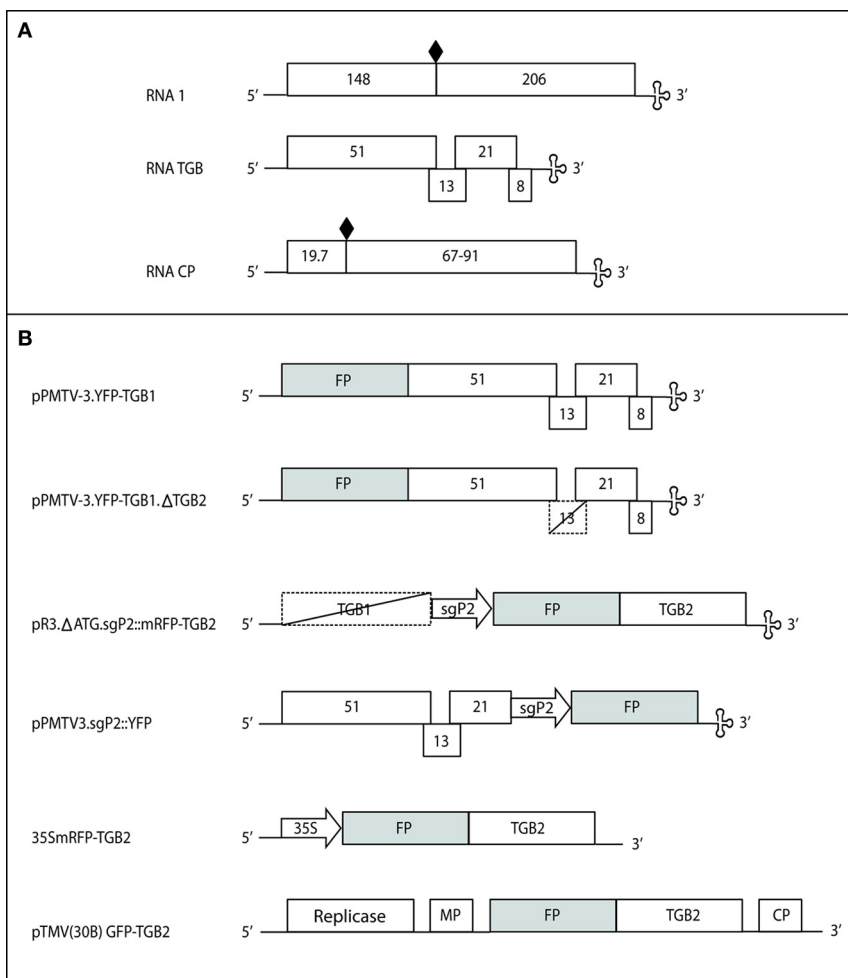 A
148 206
RNA 1 5′ 3′
51 21
RNA TGB 5′ 3′
13 8
19.7 67-91
RNA CP 5′ 3′
B
FP 51 21
pPMTV-3.YFP-TGB1 5′ 3′
13 8
FP 51 21
pPMTV-3.YFP-TGB1.ΔTGB2 5′ 3′
13 8
TGB1 sgP2 FP TGB2
pR3.ΔATG.sgP2::mRFP-TGB2 5′ 3′
51 21 sgP2 FP
pPMTV3.sgP2::YFP 5′ 3′
13
35S FP TGB2
35SmRFP-TGB2 5′ 3′
Replicase MP FP TGB2 CP
pTMV(30B) GFP-TGB2 5′ 3′